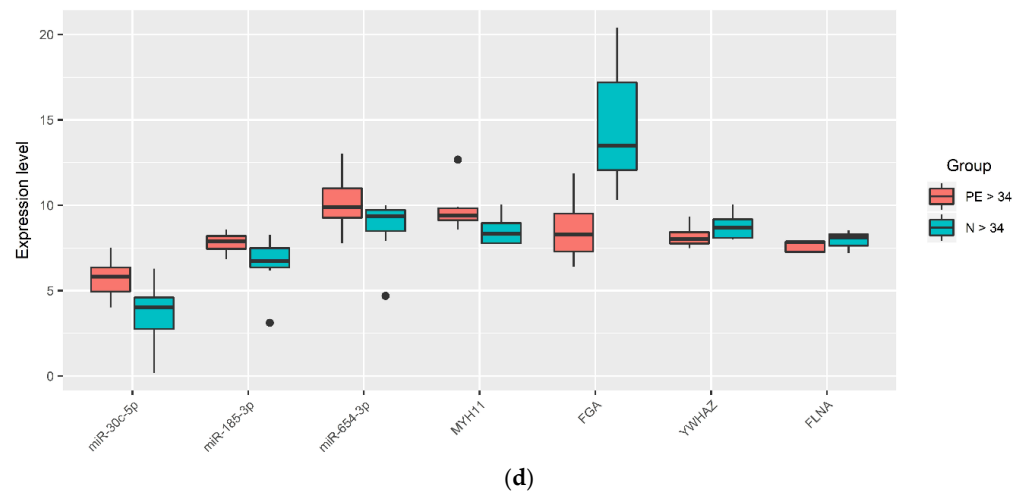 Expression level
20
15
10
5
0
miR-30c-5p
miR-185-3p
miR-654-3p
MYH11
FGA
YWHAZ
FLNA
Group
PE > 34
N > 34
(d)